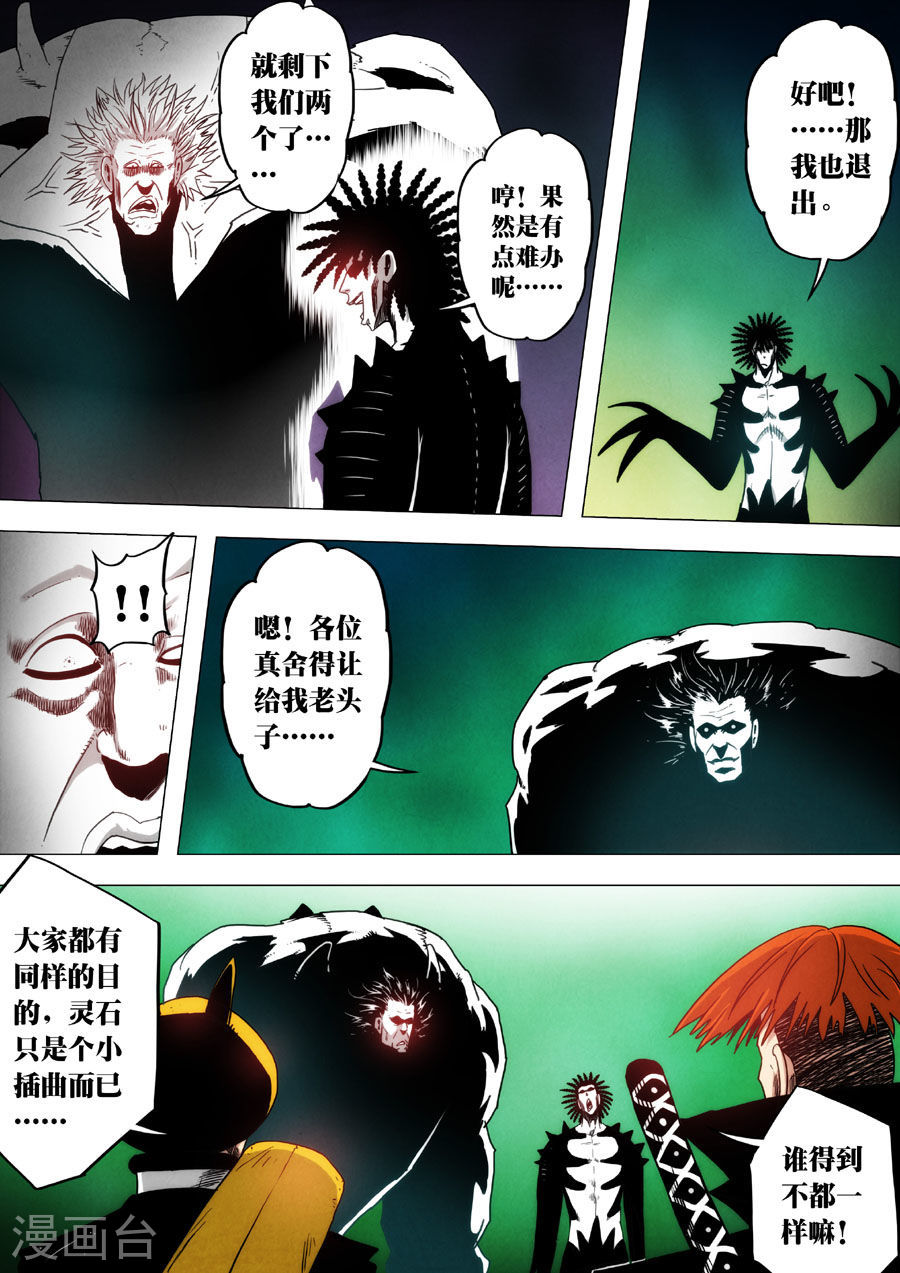 就剩下
我们两
个了……
……
哼！果
然是有
点难办
呢……
好吧！
……那
我也退
出。
！！
嗯！各位
真舍得让
给我老头
子……
大家都有
同样的目
的，灵石
只是个小
插曲而已
……
谁得到
不都一
样嘛！
漫画台